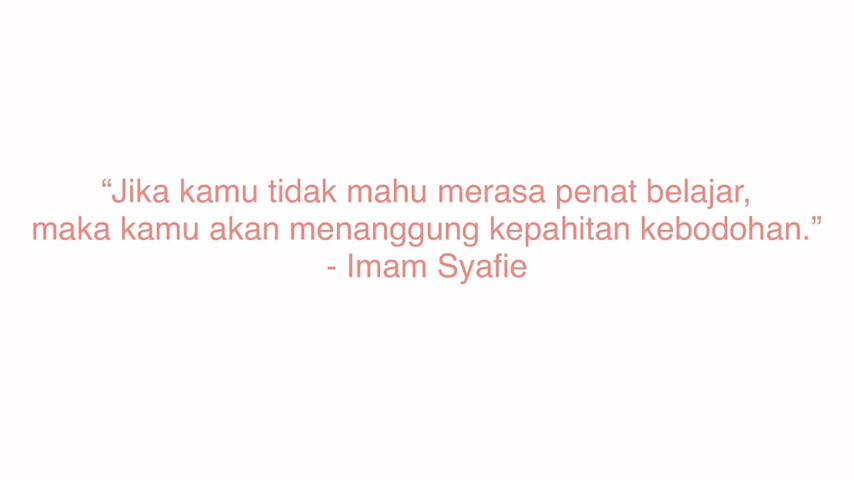 “Jika kamu tidak mahu merasa penat belajar,
maka kamu akan menanggung kepahitan kebodohan.”
- Imam Syafie